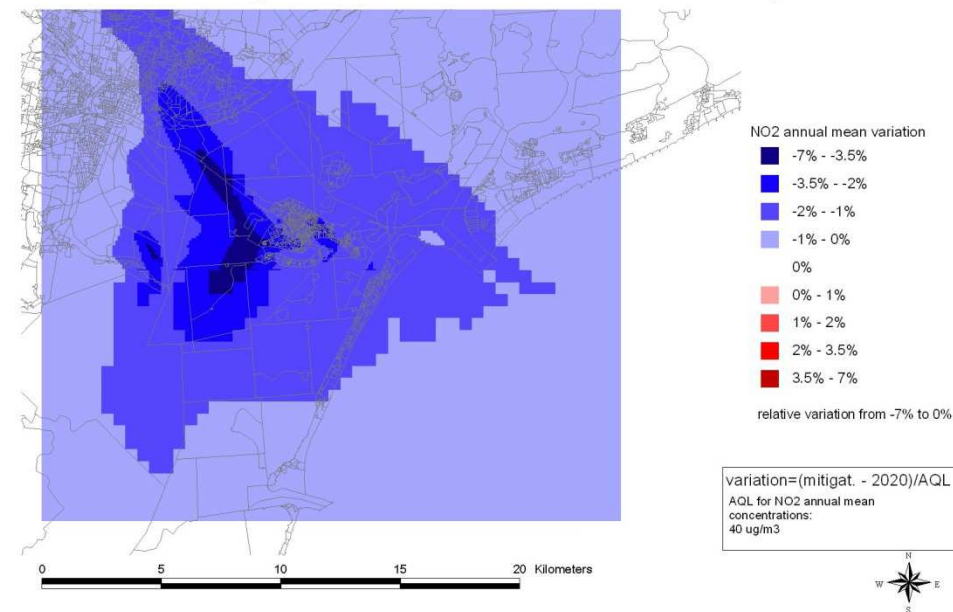 NO2 annual mean variation
-7% - -3.5%
-3.5% - -2%
-2% - -1%
-1% - 0%
0%
0% - 1%
1% - 2%
2% - 3.5%
3.5% - 7%
relative variation from -7% to 0%
variation=(mitigat. - 2020)/AQL
AQL for NO2 annual mean
concentrations:
40 ug/m3
0 5 10 15 20 Kilometers
N
W E
S